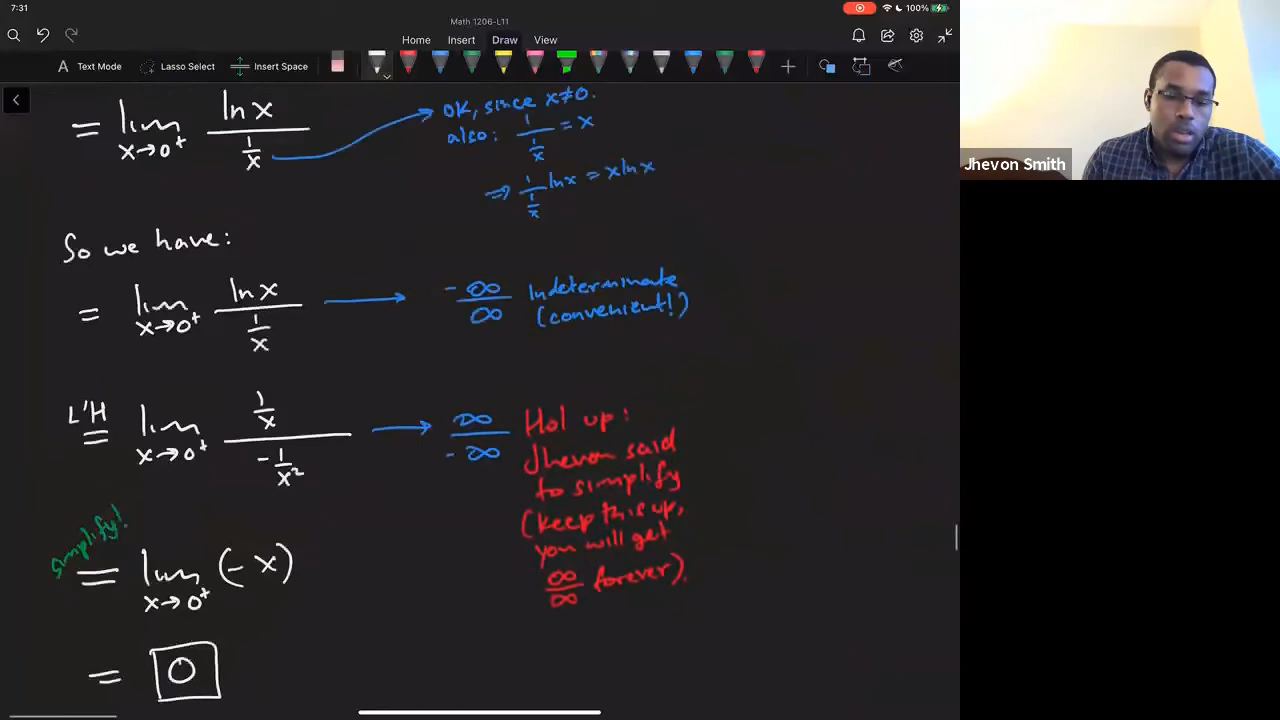 7:31
100%
Math 1206-L11
Home Insert Draw View
Text Mode Lasso Select Insert Space
= lim x→0⁺ ln x / (1/x)
OK, since x≠0.
also: 1/(1/x) = x
⇒ 1/(1/x) ln x = x ln x
So we have:
= lim x→0⁺ ln x / (1/x) → -∞/∞ Indeterminate
(convenient!)
L'H = lim x→0⁺ (1/x) / (-1/x²) → ∞/-∞ Hol up:
Jhevon said
to simplify
(keep this up,
you will get
∞/∞ forever).
simplify!
= lim x→0⁺ (-x)
= 0
Jhevon Smith